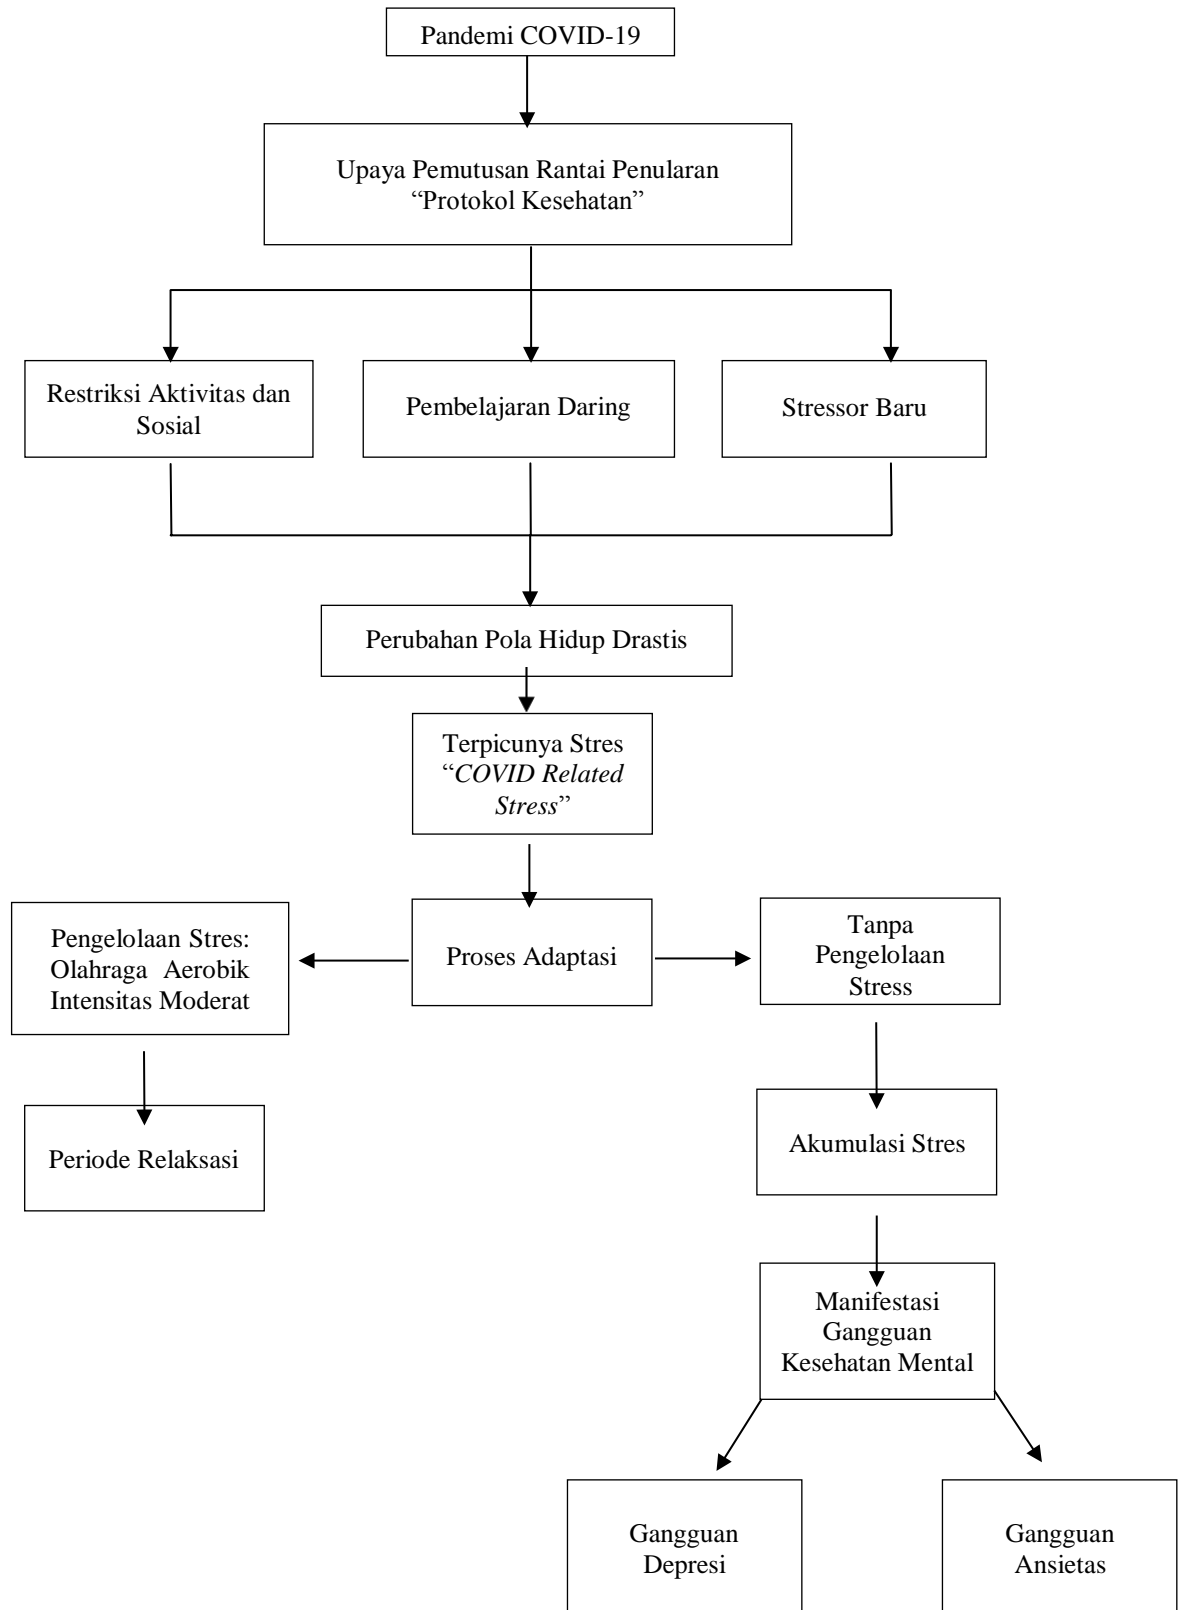 Pandemi COVID-19
Upaya Pemutusan Rantai Penularan
“Protokol Kesehatan”
Restriksi Aktivitas dan
Sosial
Pembelajaran Daring
Stressor Baru
Perubahan Pola Hidup Drastis
Terpicunya Stres
“COVID Related
Stress”
Pengelolaan Stres:
Olahraga Aerobik
Intensitas Moderat
Proses Adaptasi
Tanpa
Pengelolaan
Stress
Periode Relaksasi
Akumulasi Stres
Manifestasi
Gangguan
Kesehatan Mental
Gangguan
Depresi
Gangguan
Ansietas